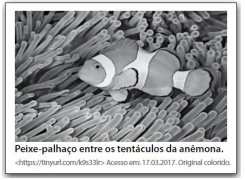 Peixe-palhaço entre os tentáculos da anêmona.
<https://tinyurl.com/k9s33lr> Acesso em: 17.03.2017. Original colorido.